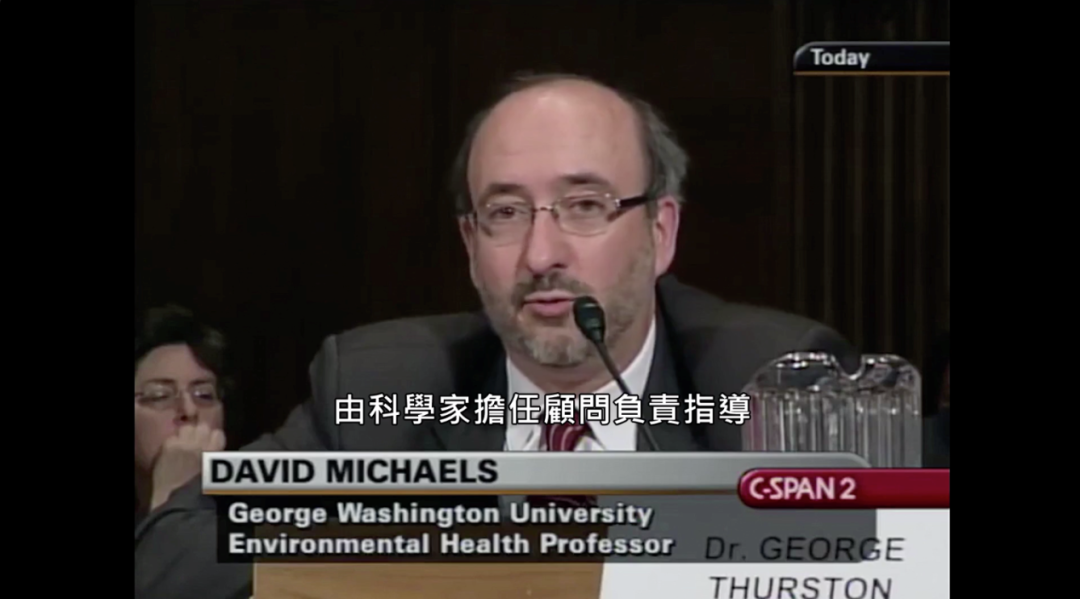 Today
由科學家擔任顧問負責指導
DAVID MICHAELS
C-SPAN 2
George Washington University
Environmental Health Professor
Dr. GEORGE
THURSTON